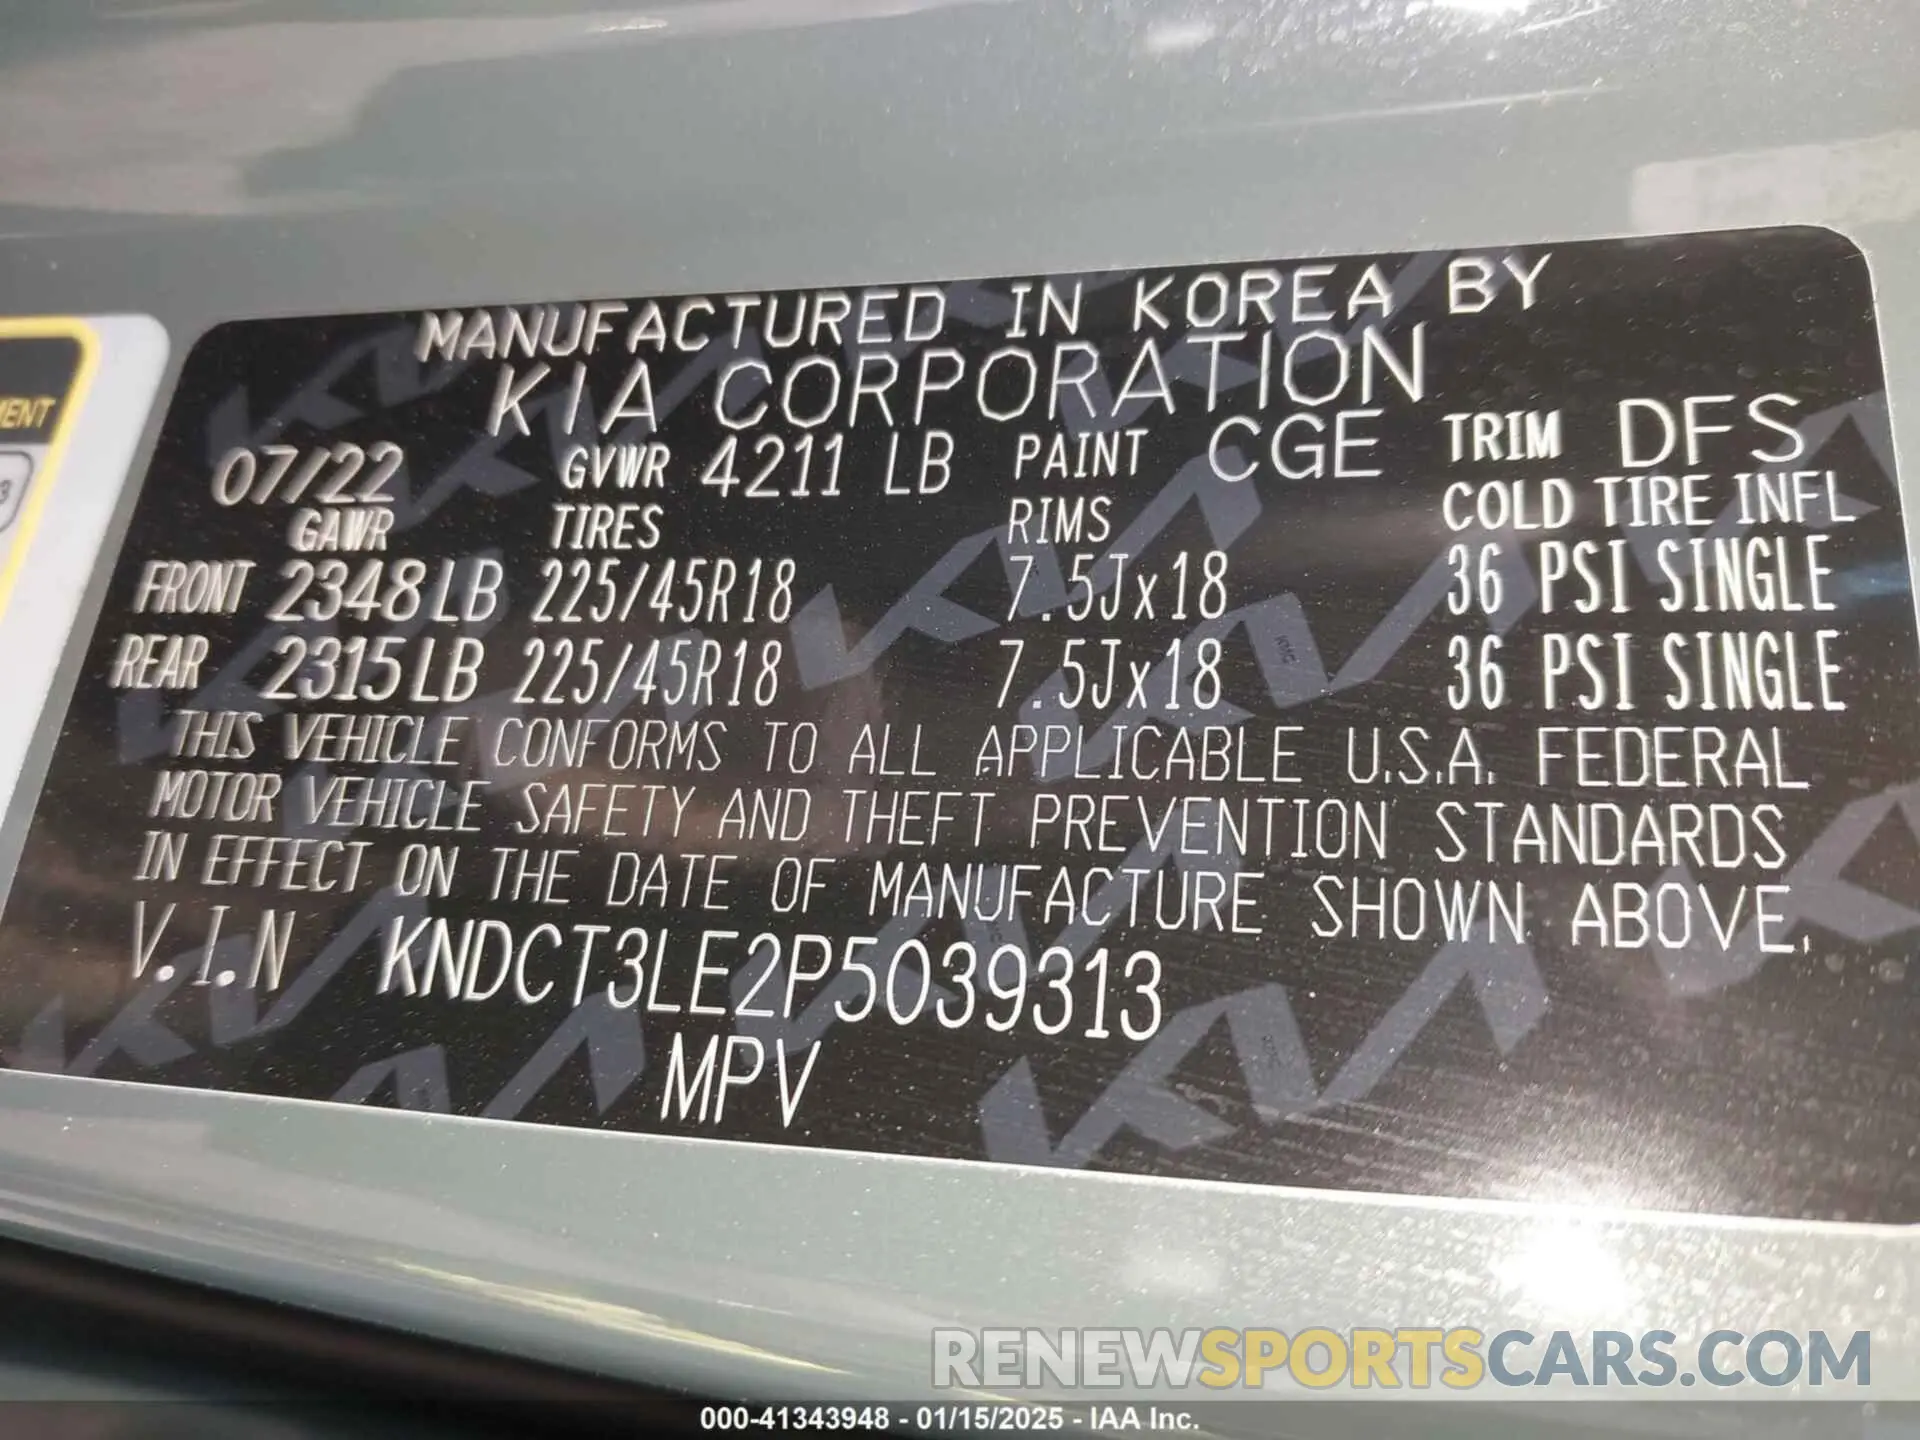 MENT
3
MANUFACTURED IN KOREA BY
KIA CORPORATION
07/22 GVWR 4211 LB PAINT CGE TRIM DFS
GAWR TIRES RIMS COLD TIRE INFL
FRONT 2348LB 225/45R18 7.5Jx18 36 PSI SINGLE
REAR 2315LB 225/45R18 7.5Jx18 36 PSI SINGLE
THIS VEHICLE CONFORMS TO ALL APPLICABLE U.S.A. FEDERAL
MOTOR VEHICLE SAFETY AND THEFT PREVENTION STANDARDS
IN EFFECT ON THE DATE OF MANUFACTURE SHOWN ABOVE.
V.I.N KNDCT3LE2P5039313
MPV
RENEWSPORTSCARS.COM
000-41343948 - 01/15/2025 - IAA Inc.